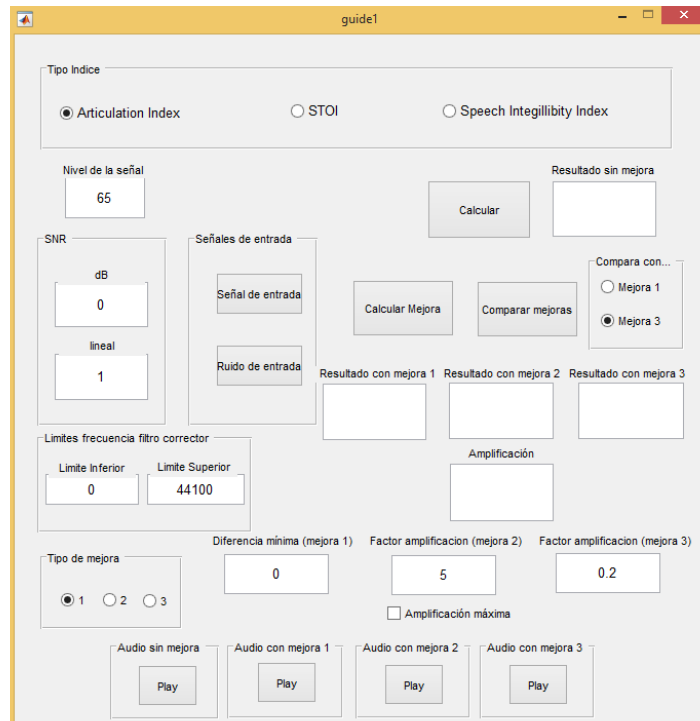 guide1
Tipo Indice
Articulation Index
STOI
Speech Integillibity Index
Nivel de la señal
65
Calcular
Resultado sin mejora
SNR
dB
0
lineal
1
Señales de entrada
Señal de entrada
Ruido de entrada
Calcular Mejora
Comparar mejoras
Compara con...
Mejora 1
Mejora 3
Resultado con mejora 1
Resultado con mejora 2
Resultado con mejora 3
Limites frecuencia filtro corrector
Limite Inferior
0
Limite Superior
44100
Amplificación
Tipo de mejora
1
2
3
Diferencia mínima (mejora 1)
0
Factor amplificacion (mejora 2)
5
Factor amplificacion (mejora 3)
0.2
Amplificación máxima
Audio sin mejora
Play
Audio con mejora 1
Play
Audio con mejora 2
Play
Audio con mejora 3
Play